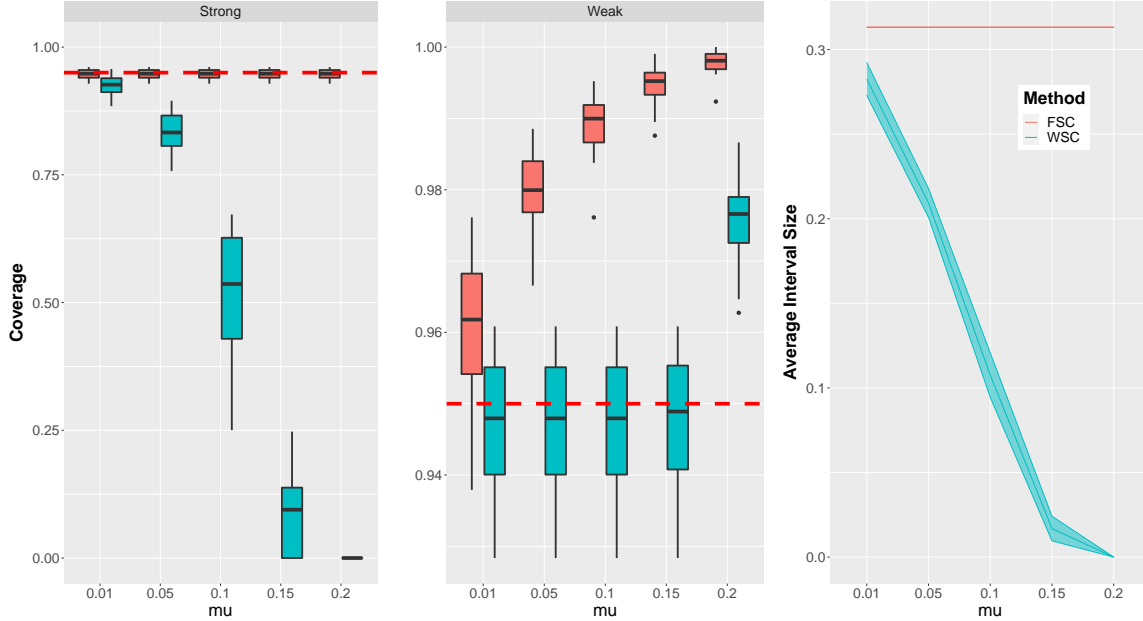 Strong
Coverage
1.00
0.75
0.50
0.25
0.00
0.01 0.05 0.1 0.15 0.2
mu
Weak
1.00
0.98
0.96
0.94
0.01 0.05 0.1 0.15 0.2
mu
Average Interval Size
0.3
0.2
0.1
0.0
Method
FSC
WSC
0.01 0.05 0.1 0.15 0.2
mu